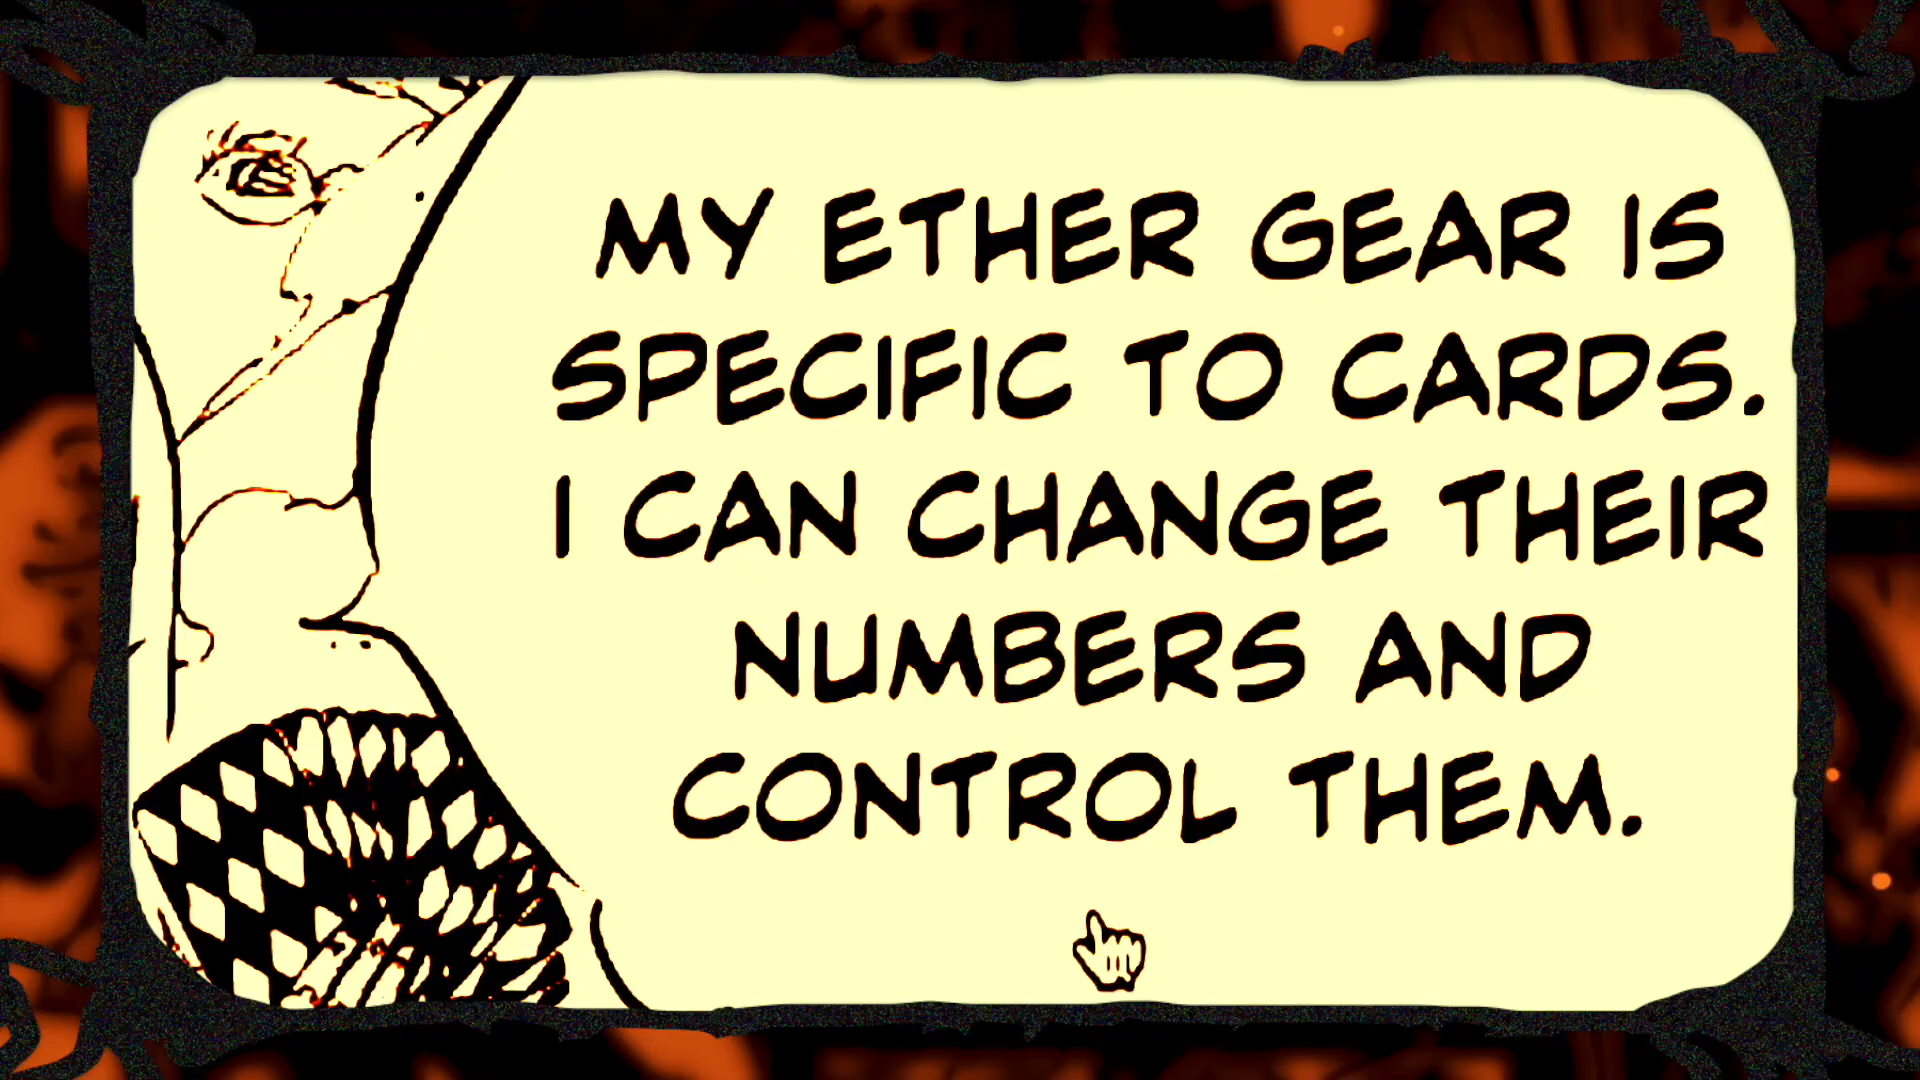 MY ETHER GEAR IS
SPECIFIC TO CARDS.
I CAN CHANGE THEIR
NUMBERS AND
CONTROL THEM.